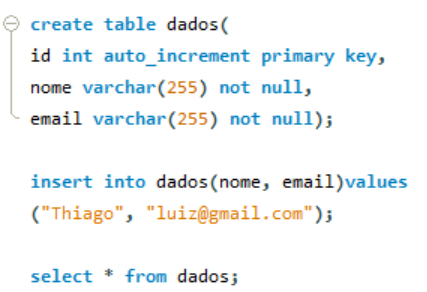 create table dados(
id int auto_increment primary key,
nome varchar(255) not null,
email varchar(255) not null);
insert into dados(nome, email)values
("Thiago", "luiz@gmail.com");
select * from dados;